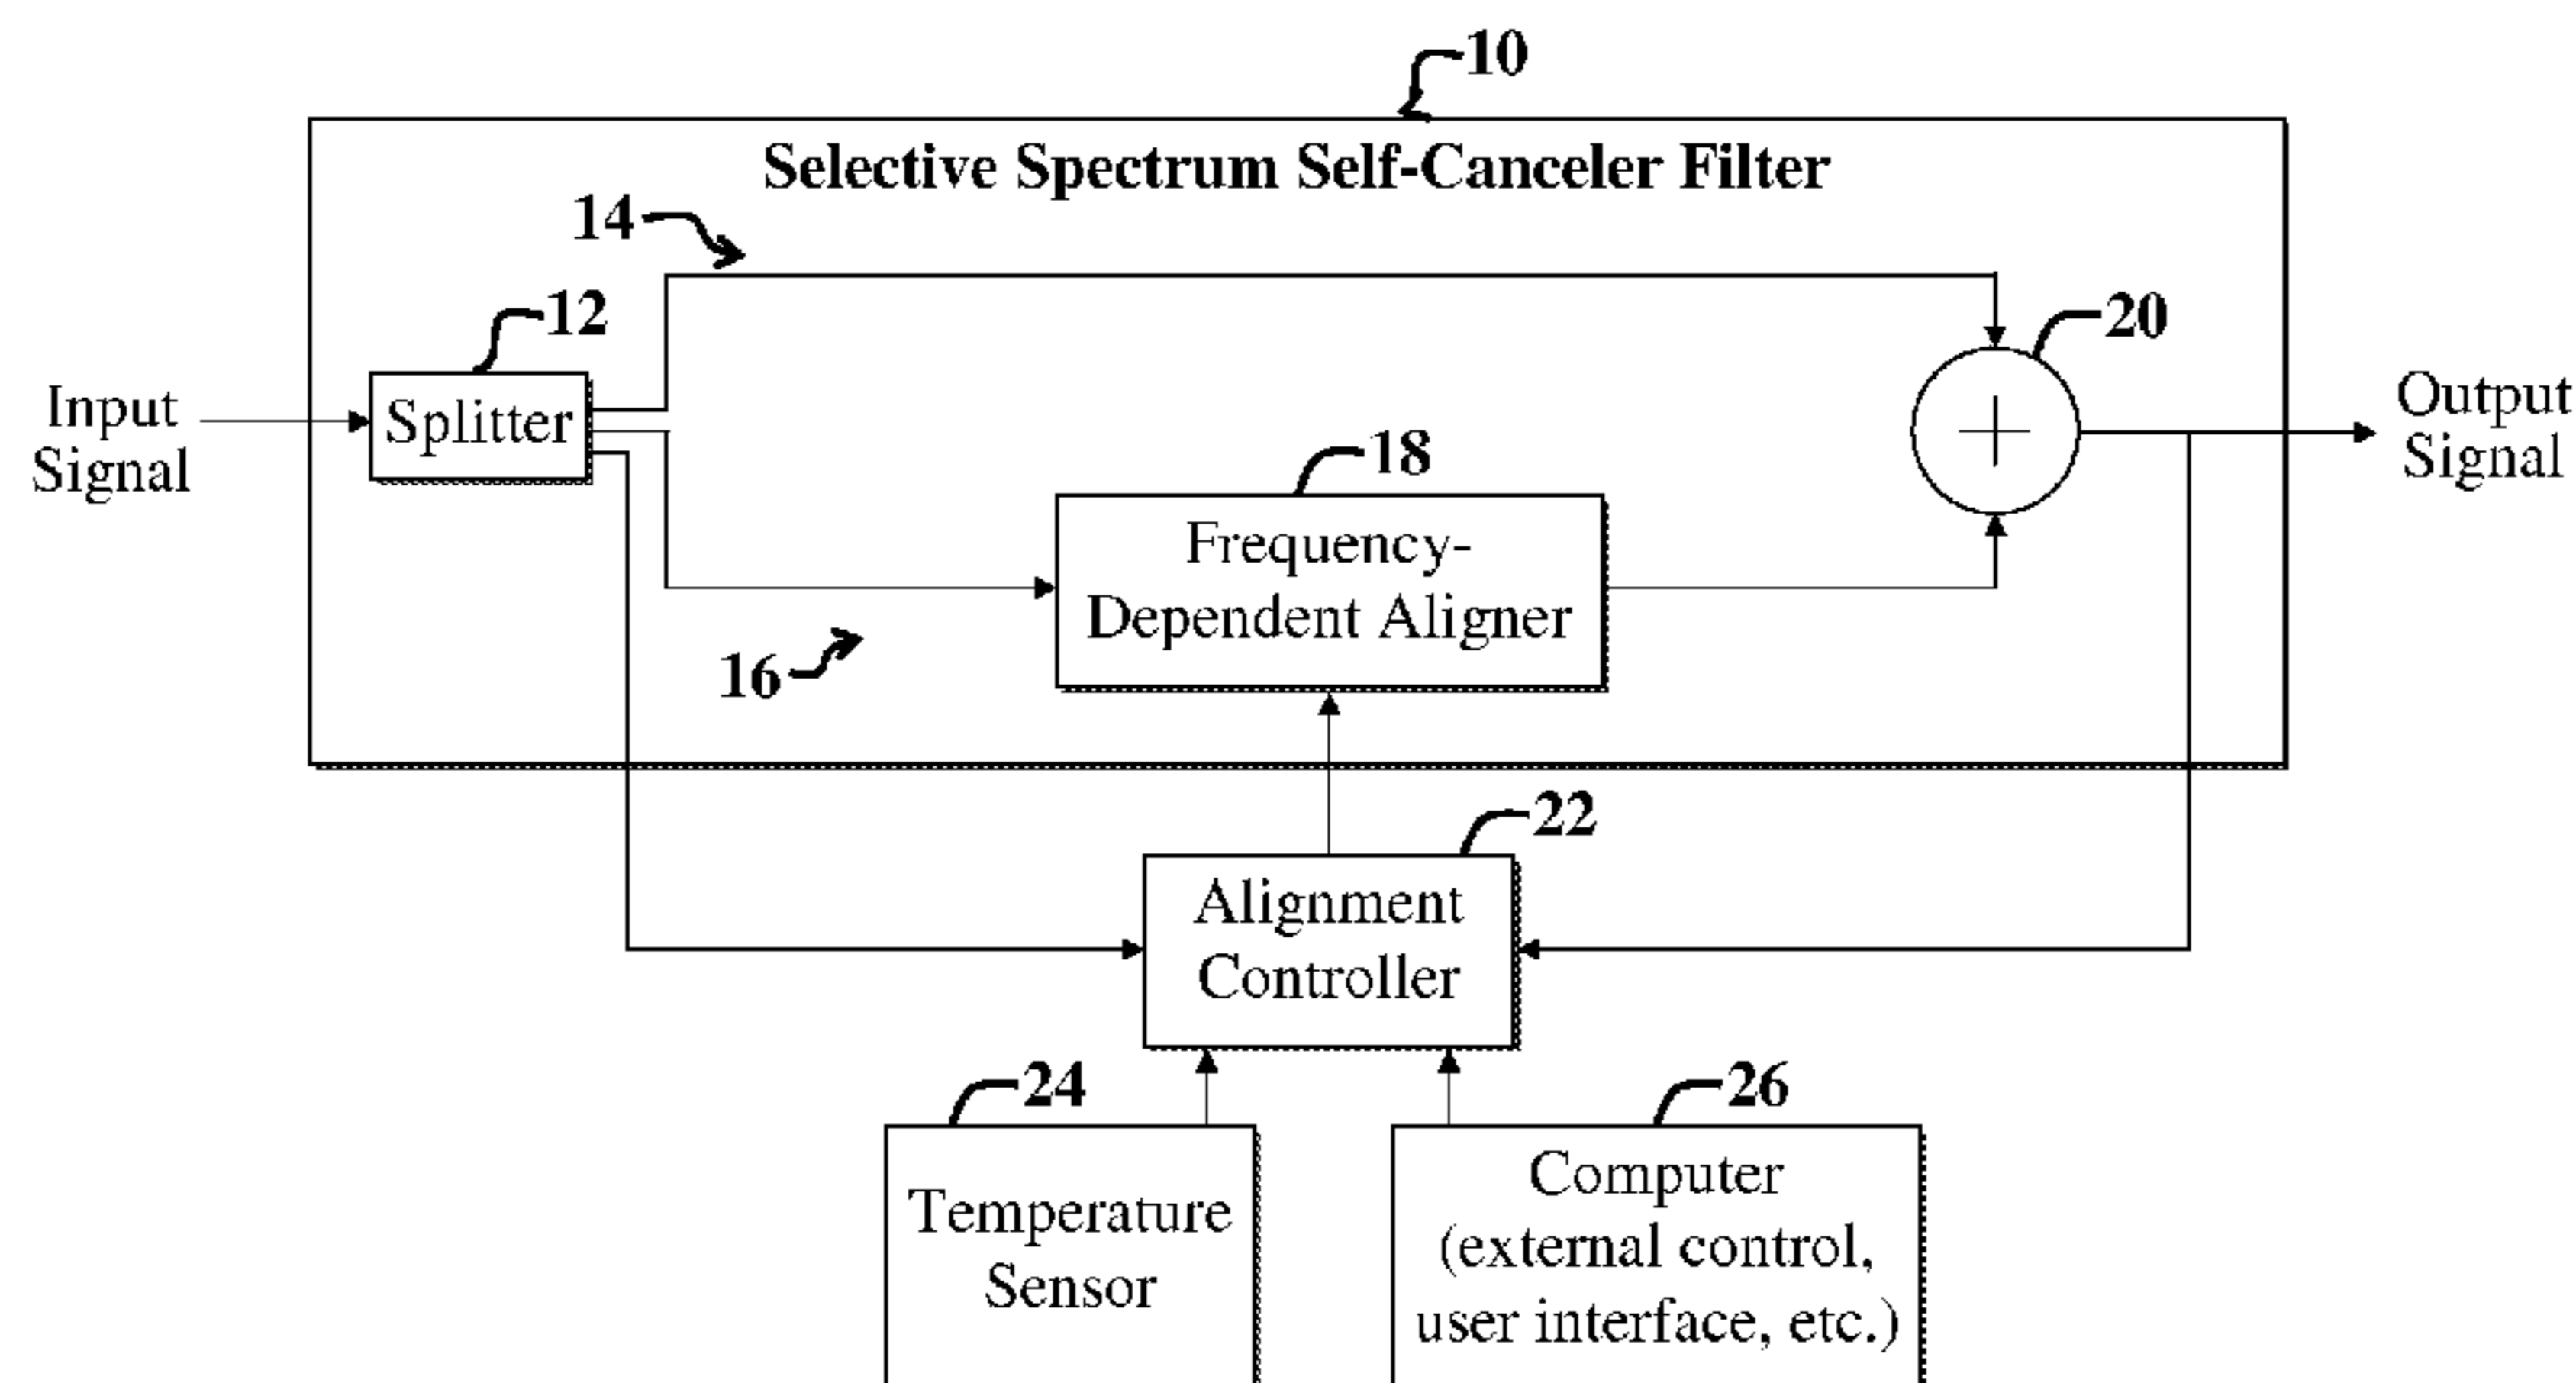 10
Selective Spectrum Self-Canceler Filter
14
12
20
Input
Signal
Splitter
Output
Signal
18
Frequency-
Dependent Aligner
16
22
Alignment
Controller
24
26
Temperature
Sensor
Computer
(external control,
user interface, etc.)